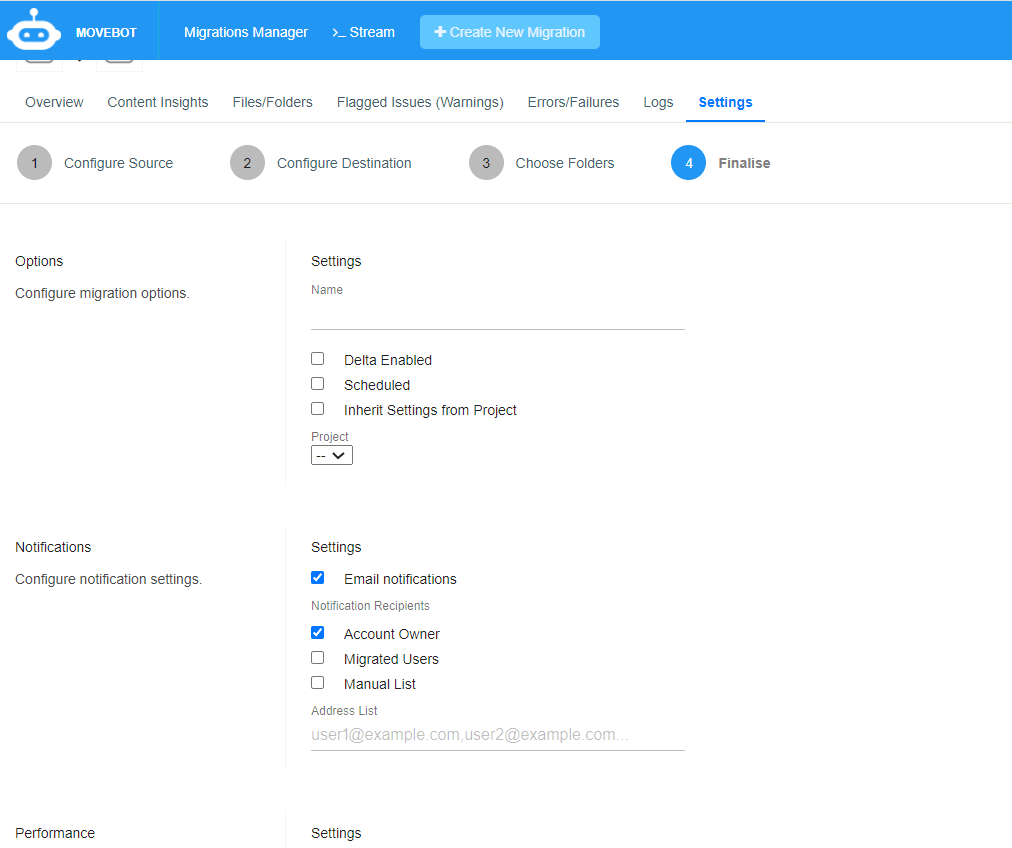 MOVEBOT Migrations Manager >_ Stream + Create New Migration
Overview Content Insights Files/Folders Flagged Issues (Warnings) Errors/Failures Logs Settings
1 Configure Source 2 Configure Destination 3 Choose Folders 4 Finalise
Options Settings
Configure migration options. Name
Delta Enabled
Scheduled
Inherit Settings from Project
Project
--
Notifications Settings
Configure notification settings. Email notifications
Notification Recipients
Account Owner
Migrated Users
Manual List
Address List
user1@example.com,user2@example.com...
Performance Settings